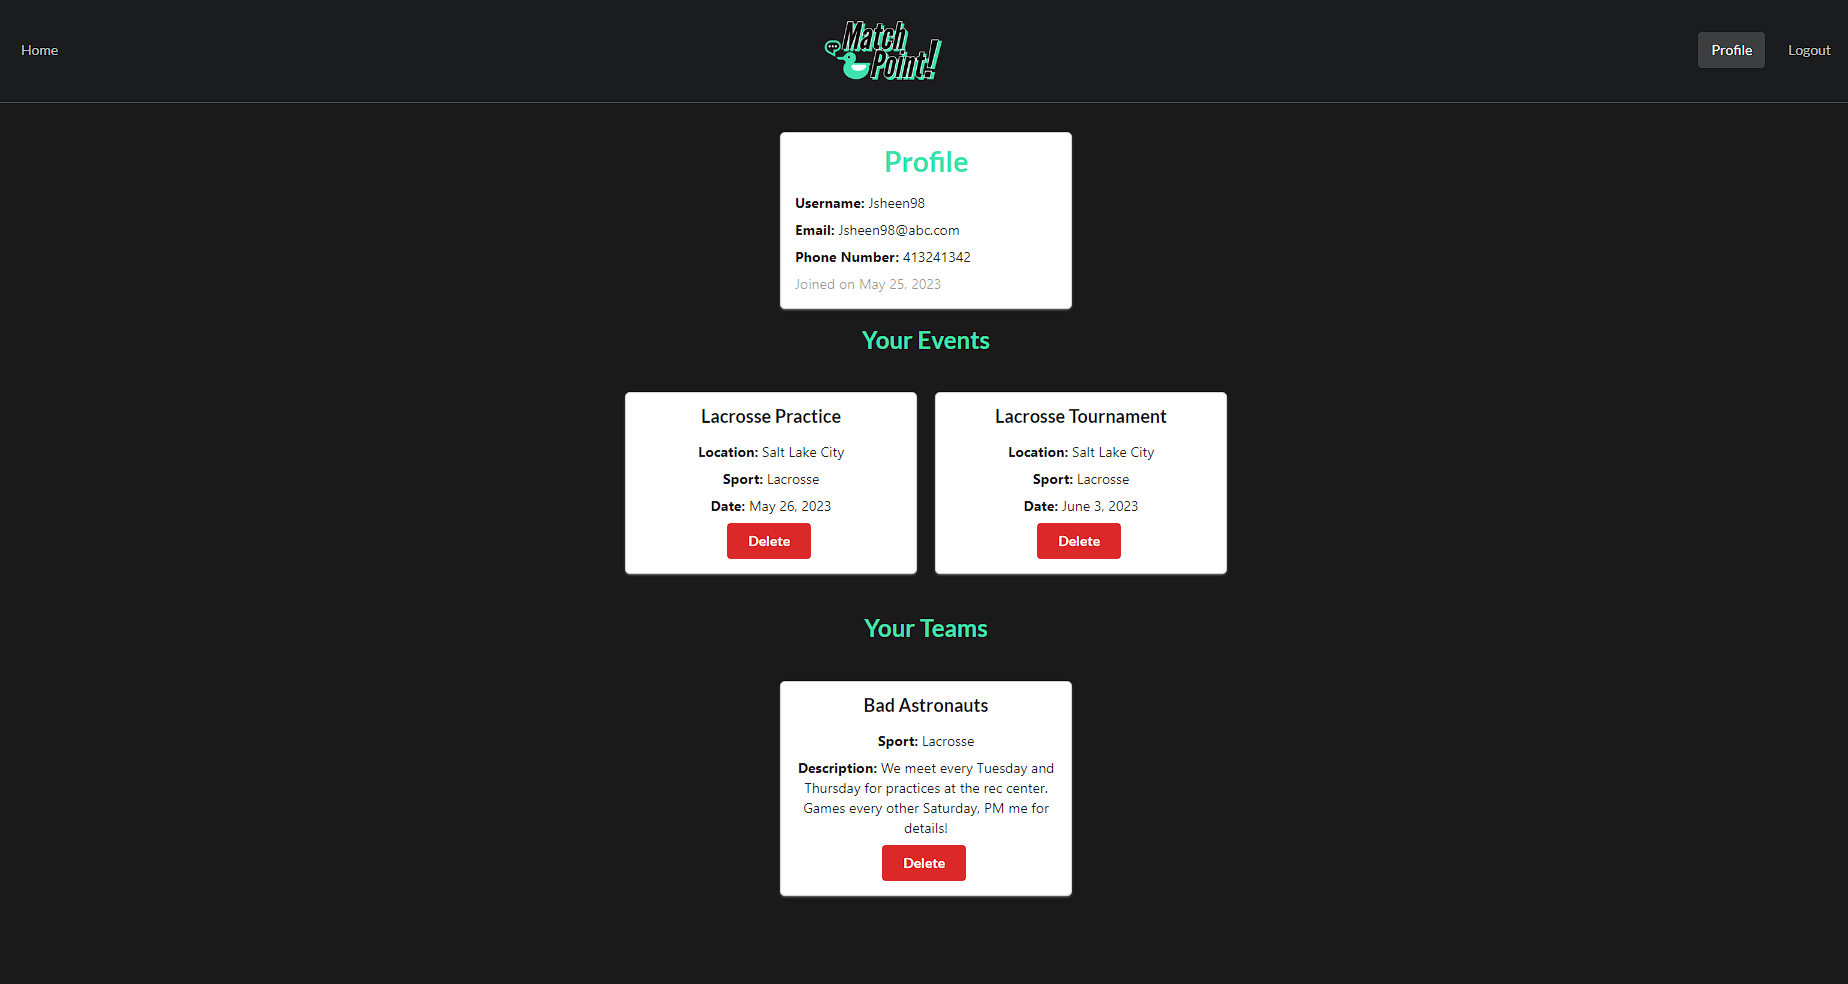 Home
Match
Point!
Profile
Logout
Profile
Username: Jsheen98
Email: Jsheen98@abc.com
Phone Number: 413241342
Joined on May 25, 2023
Your Events
Lacrosse Practice
Location: Salt Lake City
Sport: Lacrosse
Date: May 26, 2023
Delete
Lacrosse Tournament
Location: Salt Lake City
Sport: Lacrosse
Date: June 3, 2023
Delete
Your Teams
Bad Astronauts
Sport: Lacrosse
Description: We meet every Tuesday and
Thursday for practices at the rec center.
Games every other Saturday, PM me for
details!
Delete